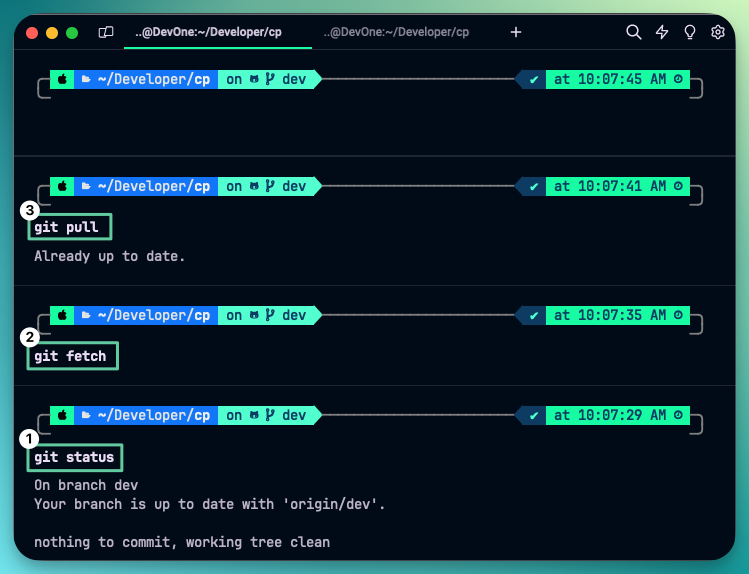 ..@DevOne:~/Developer/cp
..@DevOne:~/Developer/cp
~/Developer/cp on dev
at 10:07:45 AM
~/Developer/cp on dev
at 10:07:41 AM
3
git pull
Already up to date.
~/Developer/cp on dev
at 10:07:35 AM
2
git fetch
~/Developer/cp on dev
at 10:07:29 AM
1
git status
On branch dev
Your branch is up to date with 'origin/dev'.
nothing to commit, working tree clean